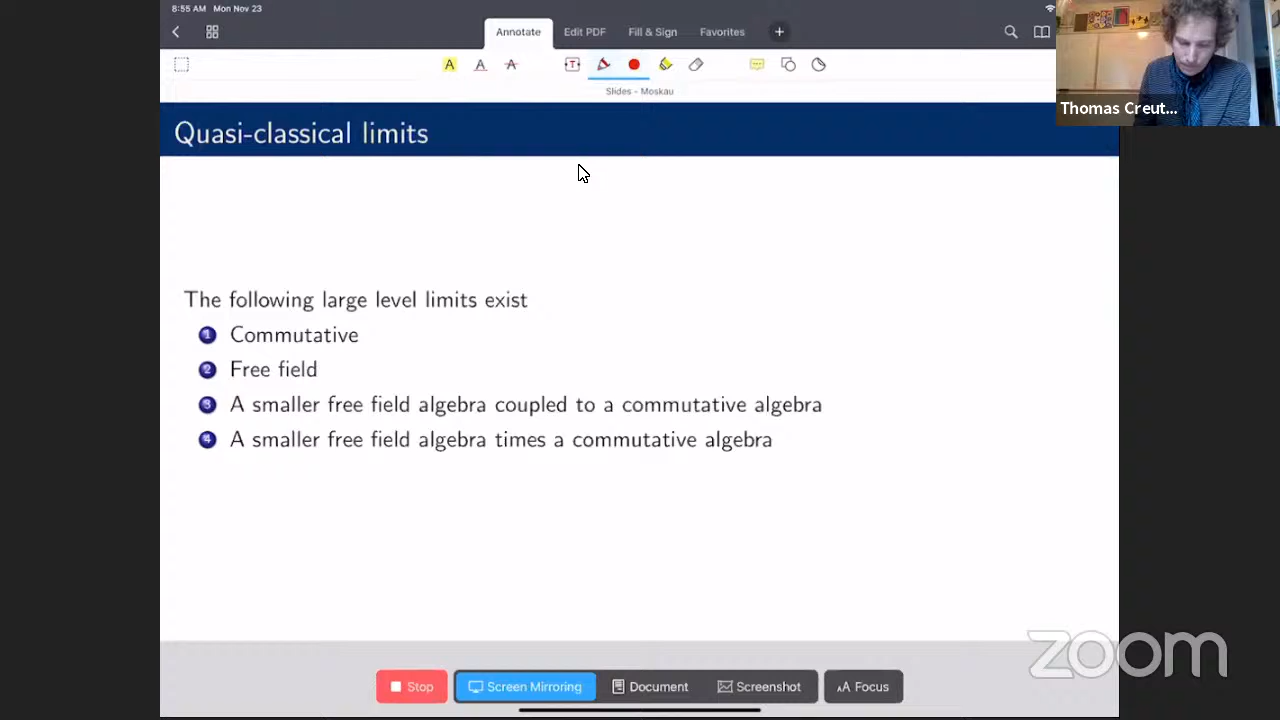 8:55 AM Mon Nov 23
Annotate Edit PDF Fill & Sign Favorites +
A A A T
Slides - Moskau
Thomas Creut...
Quasi-classical limits
The following large level limits exist
1 Commutative
2 Free field
3 A smaller free field algebra coupled to a commutative algebra
4 A smaller free field algebra times a commutative algebra
zoom
Stop Screen Mirroring Document Screenshot AA Focus